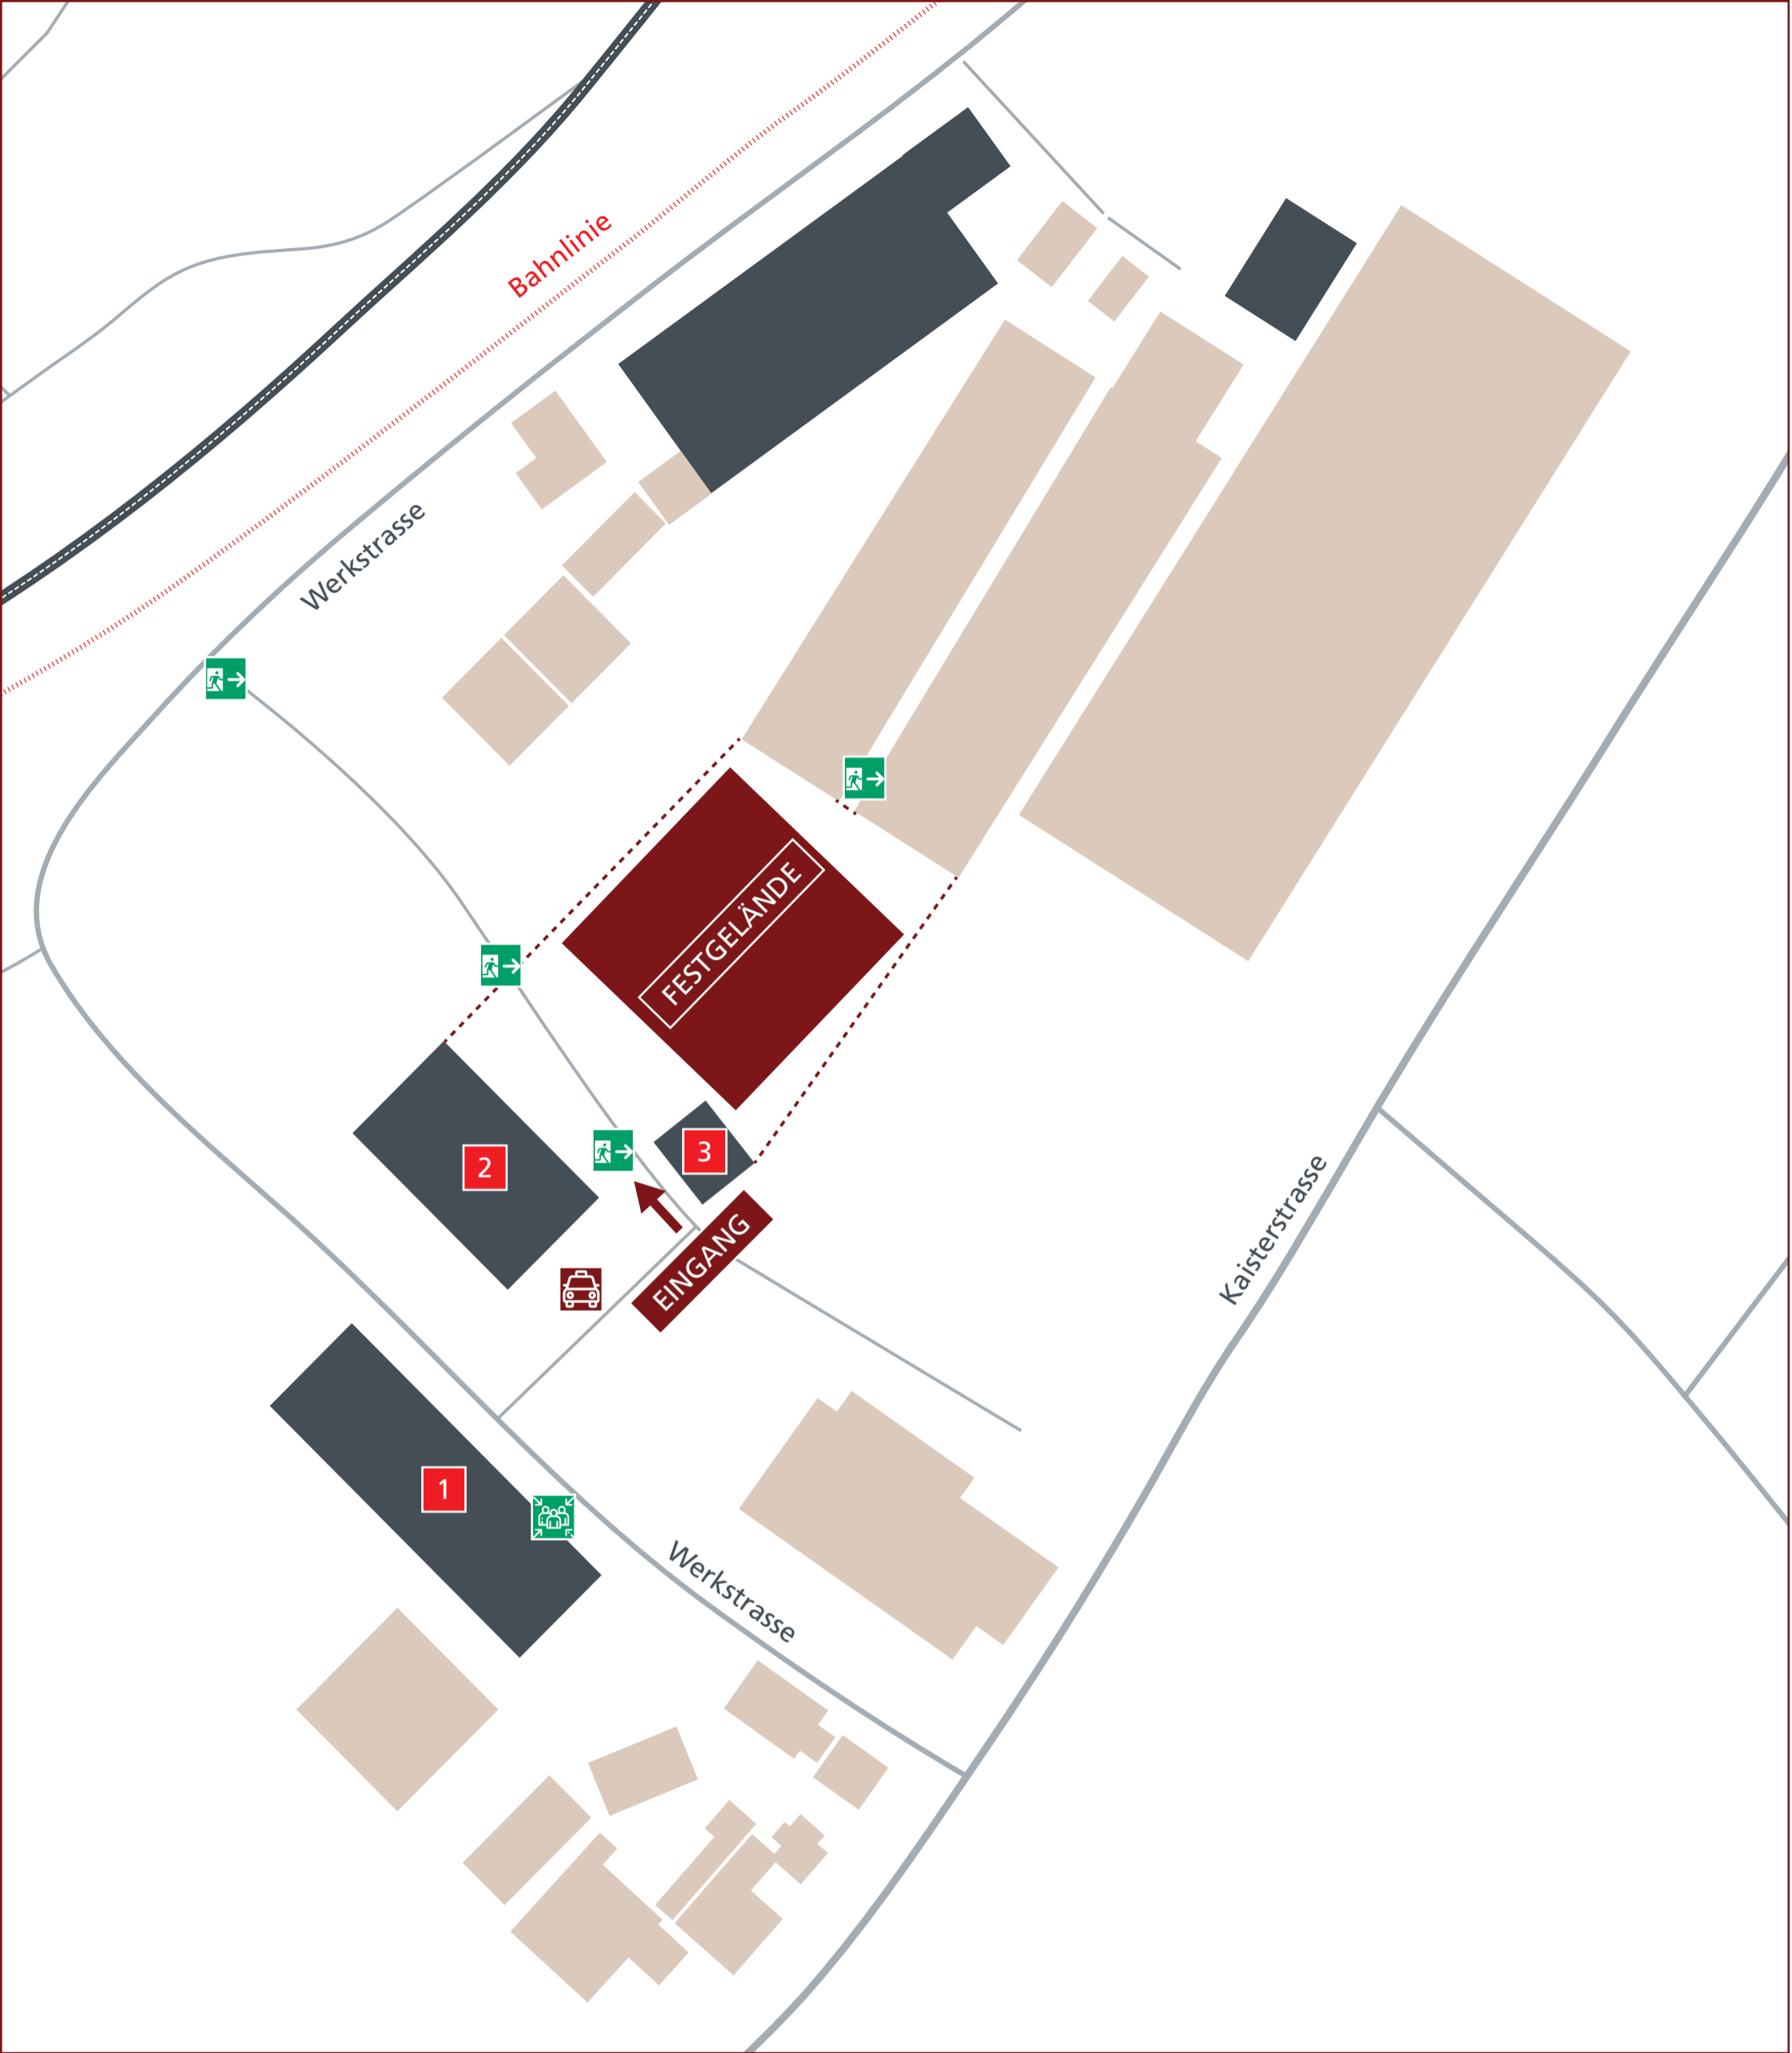 Bahnlinie
Werkstrasse
FESTGELÄNDE
2
3
EINGANG
Kaisterstrasse
1
Werkstrasse